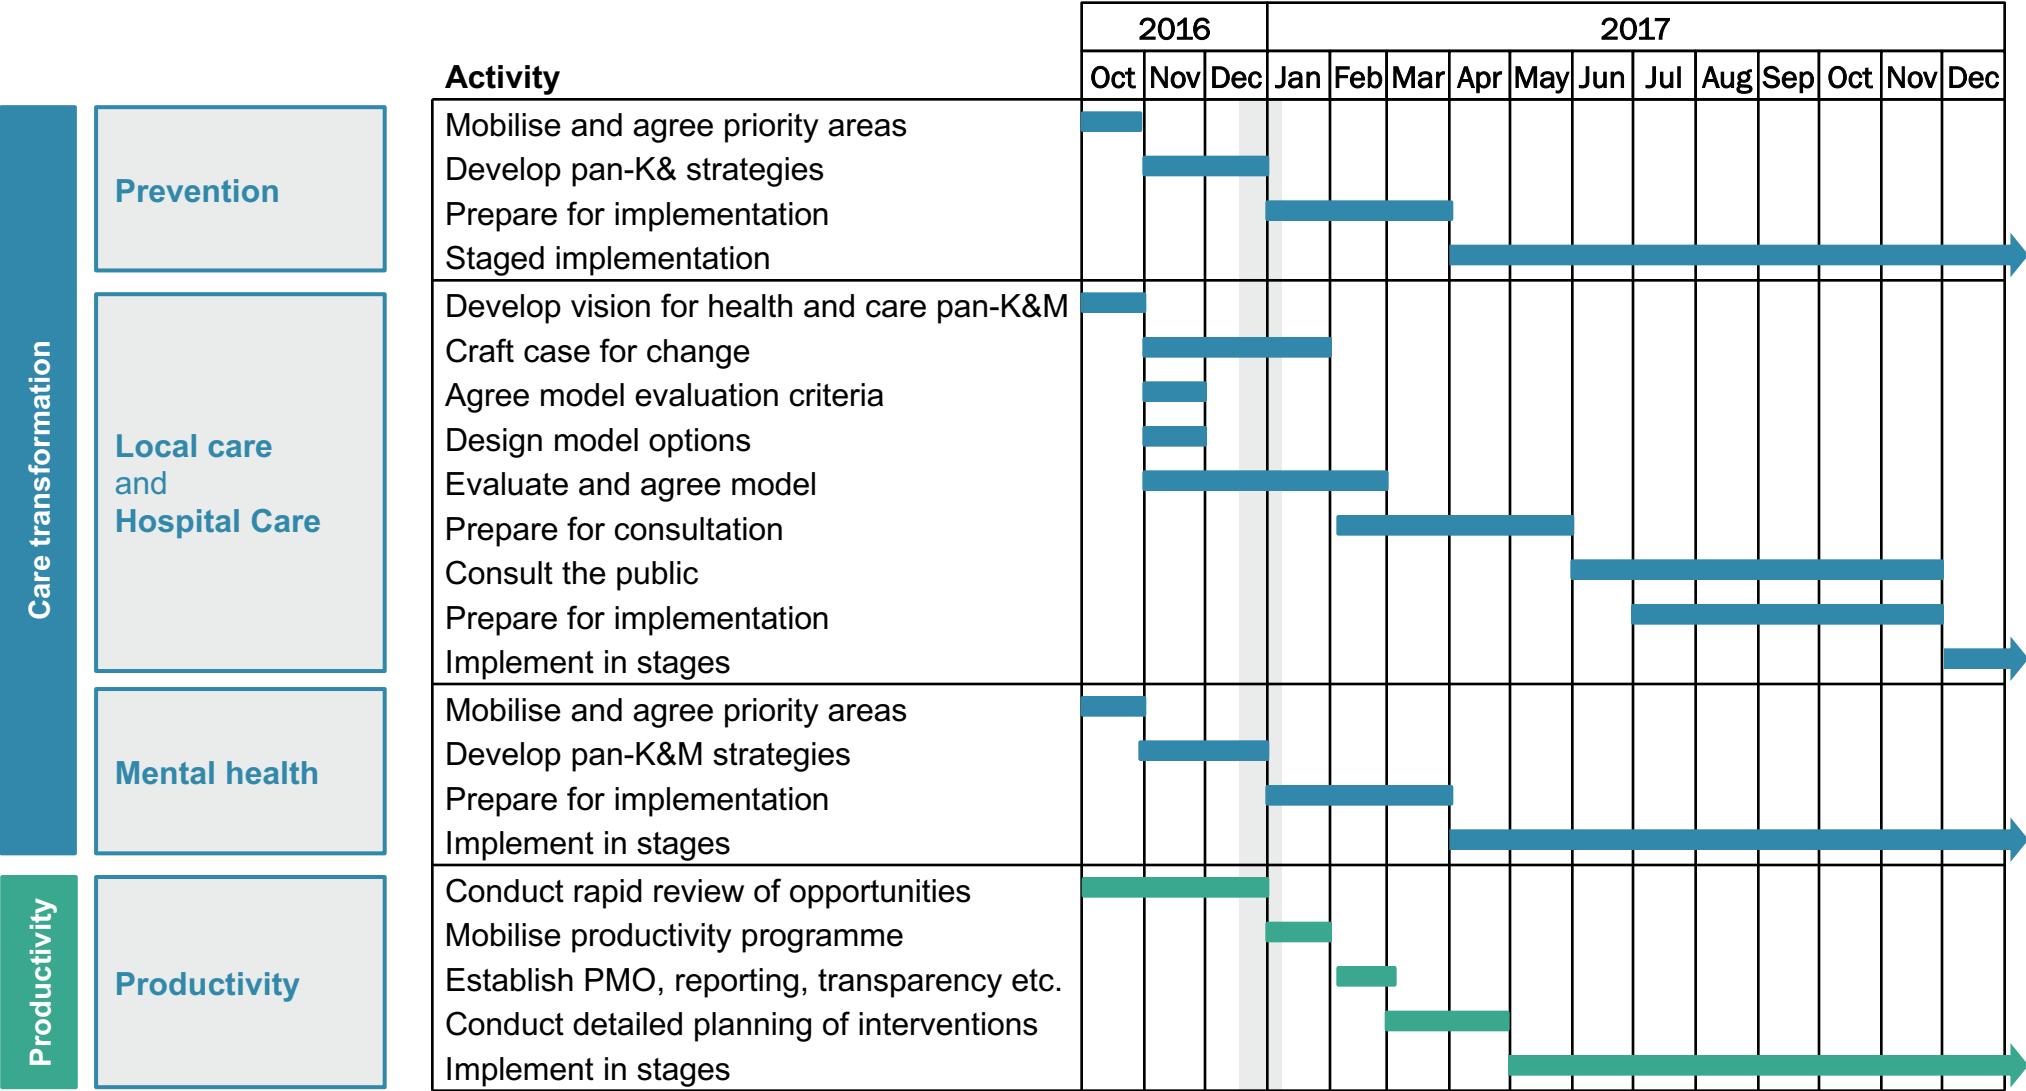 2016 2017
Activity Oct Nov Dec Jan Feb Mar Apr May Jun Jul Aug Sep Oct Nov Dec
Care transformation
Prevention
Mobilise and agree priority areas
Develop pan-K& strategies
Prepare for implementation
Staged implementation
Local care
and
Hospital Care
Develop vision for health and care pan-K&M
Craft case for change
Agree model evaluation criteria
Design model options
Evaluate and agree model
Prepare for consultation
Consult the public
Prepare for implementation
Implement in stages
Mental health
Mobilise and agree priority areas
Develop pan-K&M strategies
Prepare for implementation
Implement in stages
Productivity
Productivity
Conduct rapid review of opportunities
Mobilise productivity programme
Establish PMO, reporting, transparency etc.
Conduct detailed planning of interventions
Implement in stages